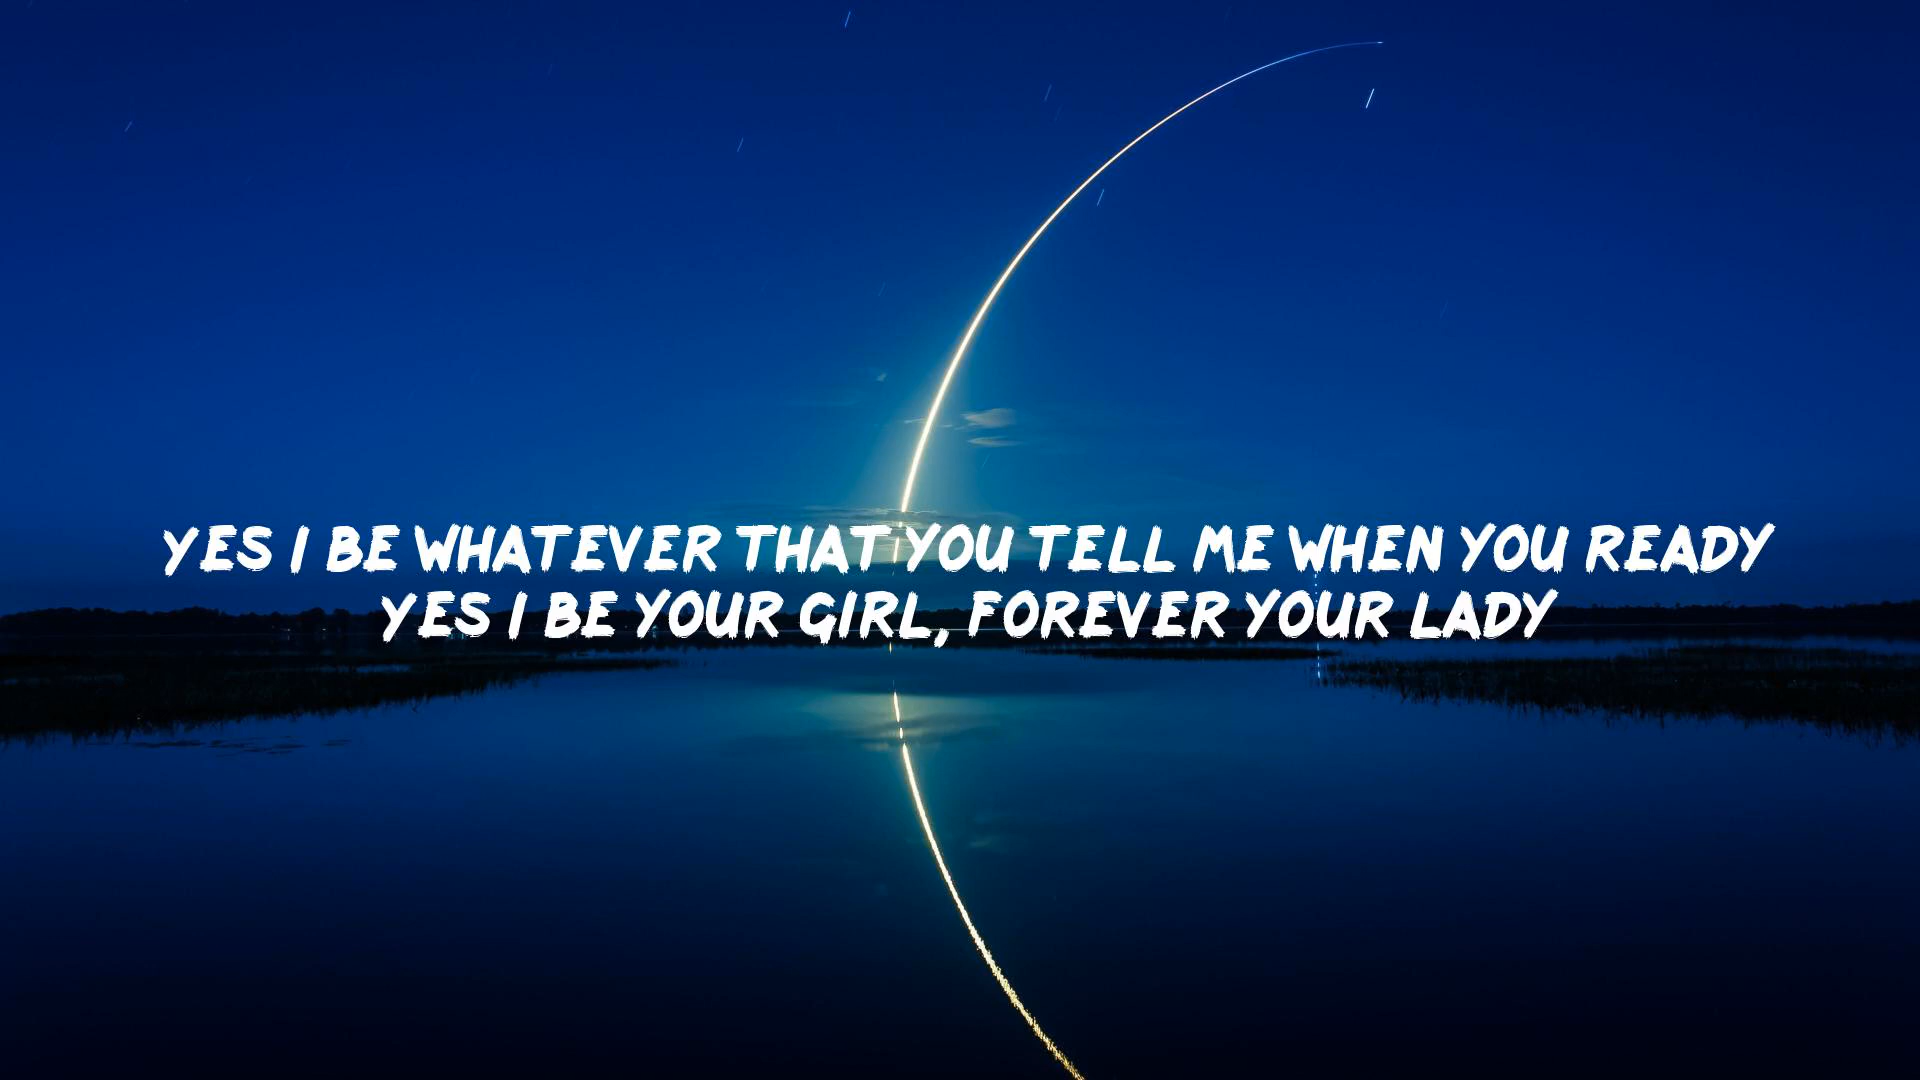 YES I BE WHATEVER THAT YOU TELL ME WHEN YOU READY
YES I BE YOUR GIRL, FOREVER YOUR LADY